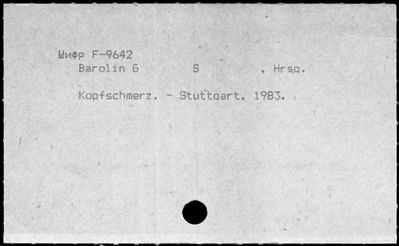 Шифр F-9642
Barolin G S , Hrsg.
Kopfschmerz. - Stuttgart, 1983.